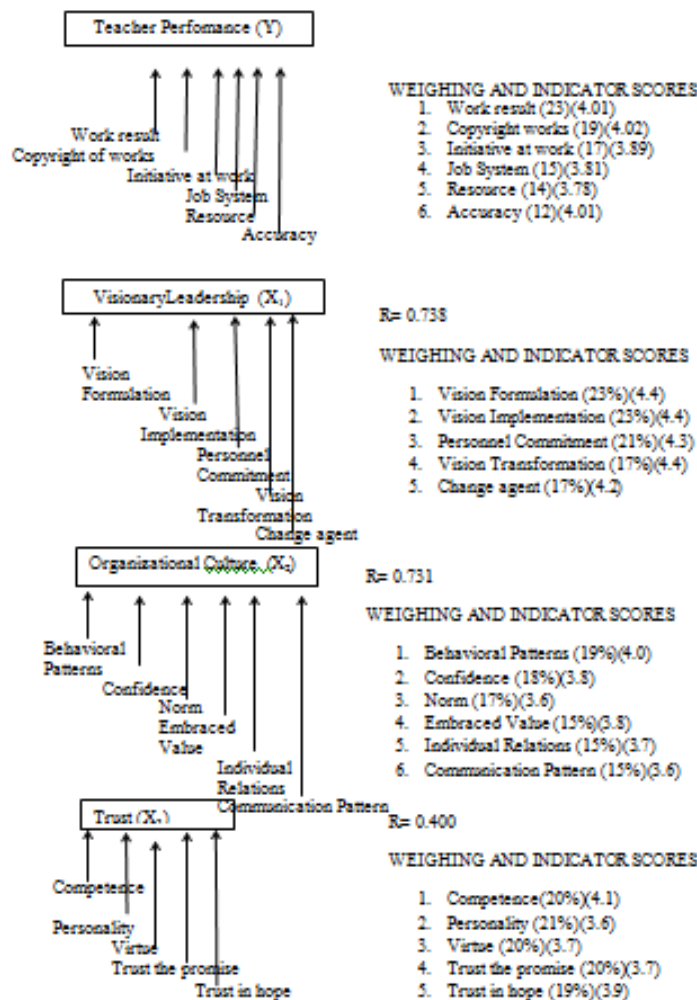 Teacher Perfomance (Y)
Work result
Copyright of works
Initiative at work
Job System
Resource
Accuracy
WEIGHING AND INDICATOR SCORES
1. Work result (23)(4.01)
2. Copyright works (19)(4.02)
3. Initiative at work (17)(3.89)
4. Job System (15)(3.81)
5. Resource (14)(3.78)
6. Accuracy (12)(4.01)
VisionaryLeadership (X₁)
Vision
Formulation
Vision
Implementation
Personnel
Commitment
Vision
Transformation
Change agent
R= 0.738
WEIGHING AND INDICATOR SCORES
1. Vision Formulation (23%)(4.4)
2. Vision Implementation (23%)(4.4)
3. Personnel Commitment (21%)(4.3)
4. Vision Transformation (17%)(4.4)
5. Change agent (17%)(4.2)
Organizational Culture (X₂)
Behavioral
Patterns
Confidence
Norm
Embraced
Value
Individual
Relations
Communication Pattern
R= 0.731
WEIGHING AND INDICATOR SCORES
1. Behavioral Patterns (19%)(4.0)
2. Confidence (18%)(3.8)
3. Norm (17%)(3.6)
4. Embraced Value (15%)(3.8)
5. Individual Relations (15%)(3.7)
6. Communication Pattern (15%)(3.6)
Trust (X₃)
Competence
Personality
Virtue
Trust the promise
Trust in hope
R= 0.400
WEIGHING AND INDICATOR SCORES
1. Competence(20%)(4.1)
2. Personality (21%)(3.6)
3. Virtue (20%)(3.7)
4. Trust the promise (20%)(3.7)
5. Trust in hope (19%)(3.9)